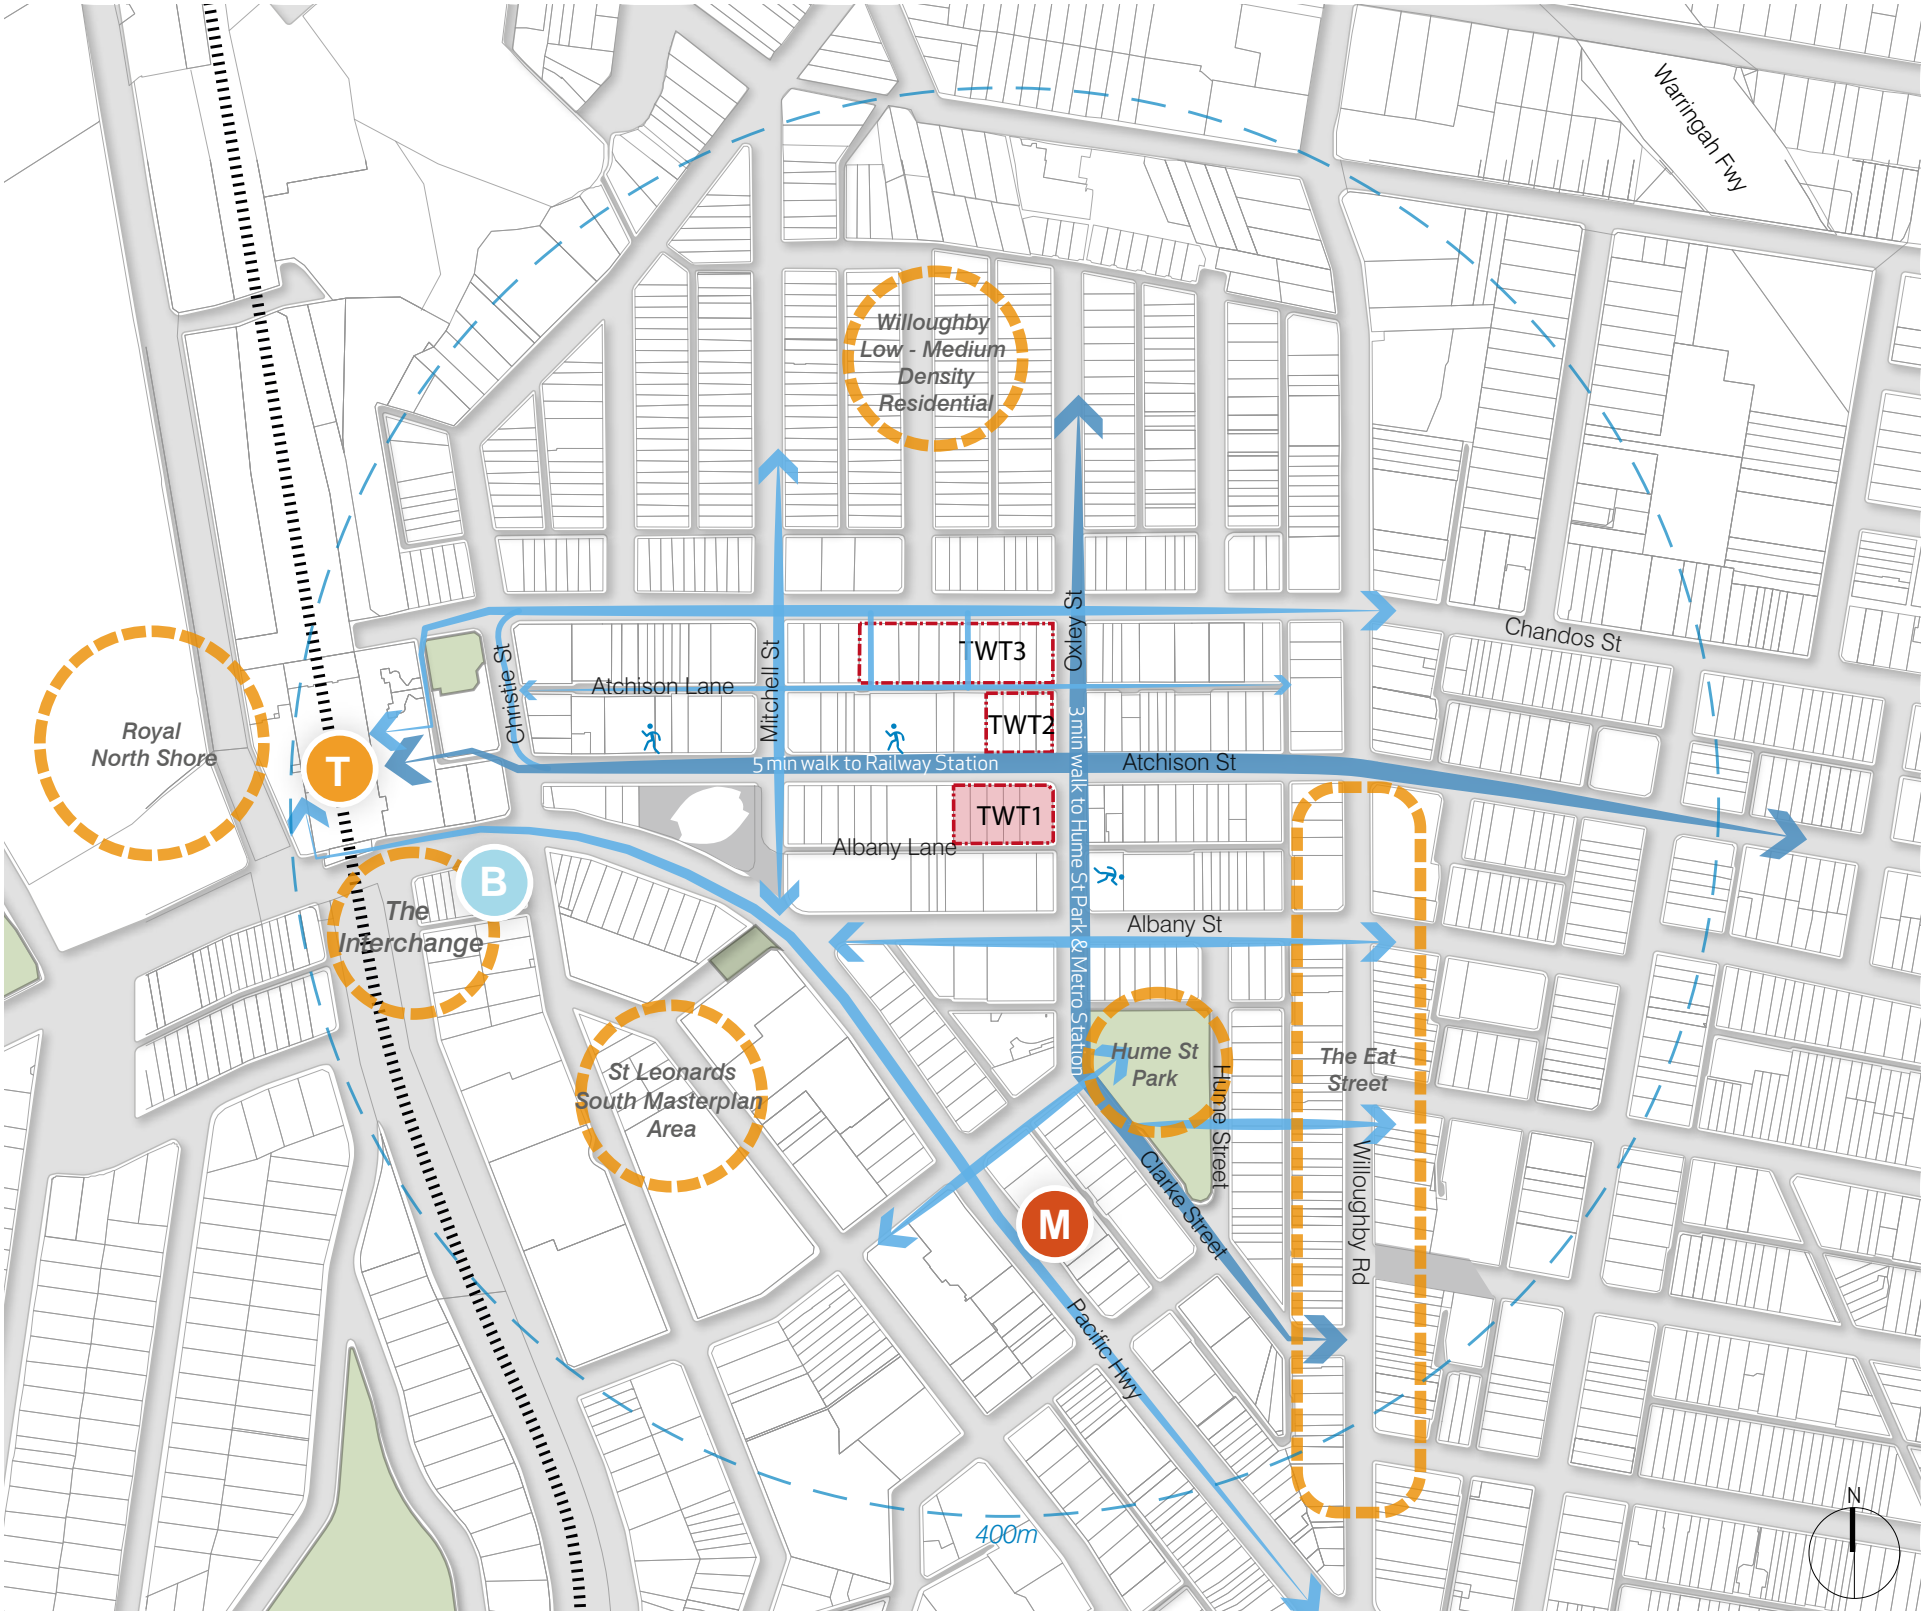 Warringah Fwy
Willoughby
Low - Medium
Density
Residential
Chandos St
Oxley St
TWT3
Christie St
Mitchell St
Atchison Lane
TWT2
Royal
North Shore
T
5 min walk to Railway Station
Atchison St
3 min walk to Hume St Park & Metro Station
TWT1
Albany Lane
B
The
Interchange
Albany St
Hume St
Park
The Eat
Street
St Leonards
South Masterplan
Area
Hume Street
Clarke Street
Willoughby Rd
M
Pacific Hwy
400m
N